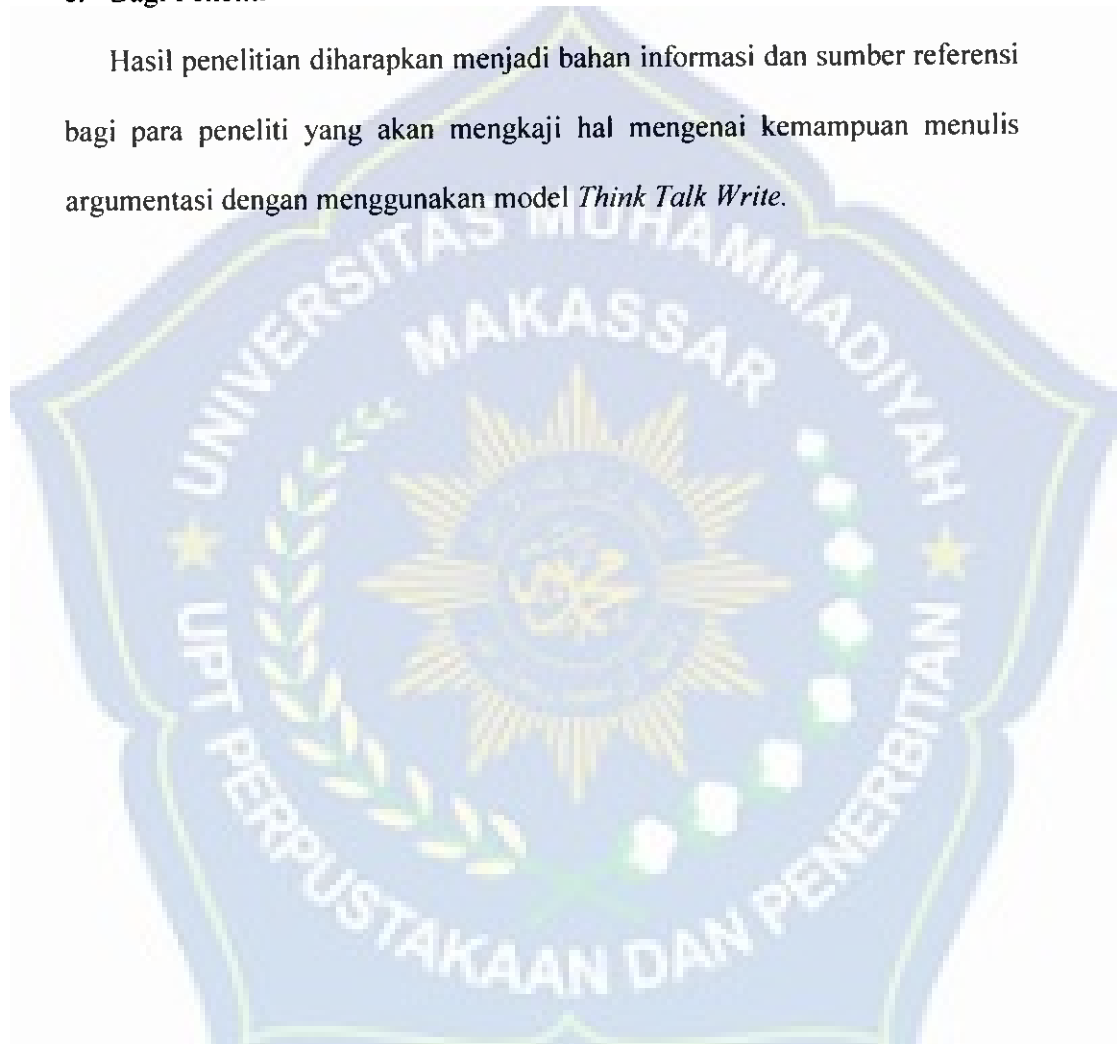 Hasil penelitian diharapkan menjadi bahan informasi dan sumber referensi
bagi para peneliti yang akan mengkaji hal mengenai kemampuan menulis
argumentasi dengan menggunakan model Think Talk Write.
UNIVERSITAS MUHAMMADIYAH
MAKASSAR
UPT PERPUSTAKAAN DAN PENERBITAN